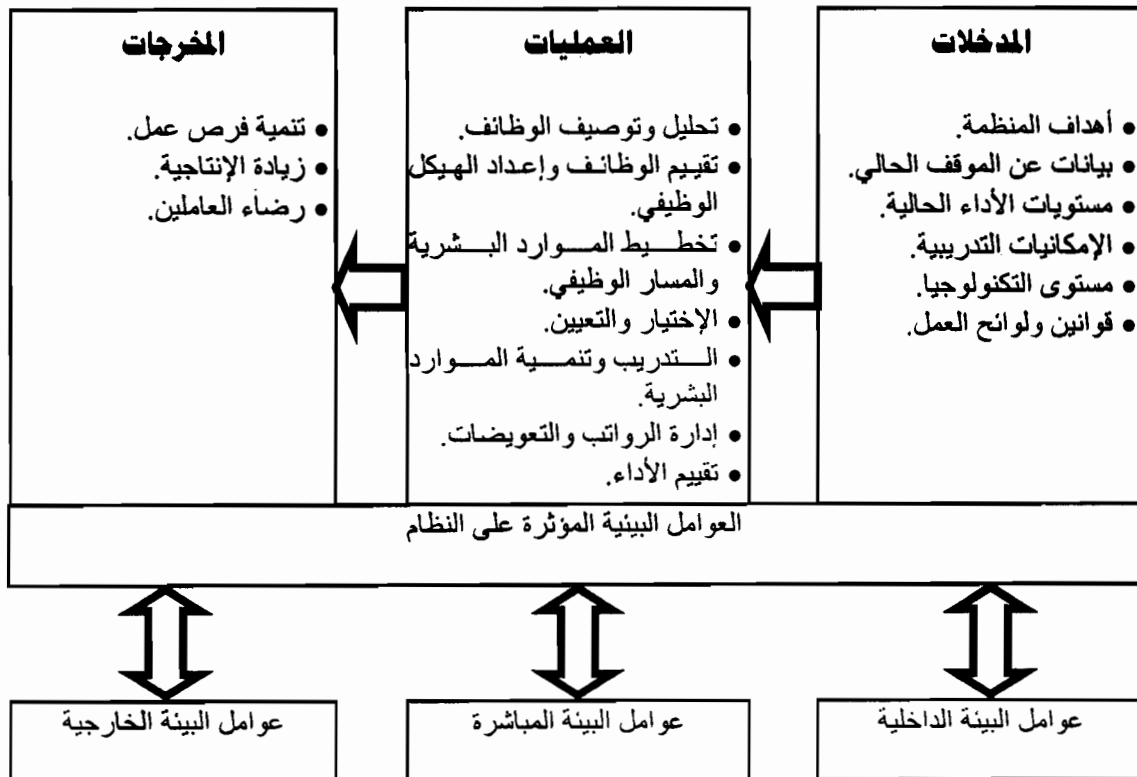 المدخلات
• أهداف المنظمة.
• بيانات عن الموقف الحالي.
• مستويات الأداء الحالية.
• الإمكانيات التدريبية.
• مستوى التكنولوجيا.
• قوانين ولوائح العمل.
العمليات
• تحليل وتوصيف الوظائف.
• تقييم الوظائف وإعداد الهيكل
الوظيفي.
• تخطيط الموارد البشرية
والمسار الوظيفي.
• الإختيار والتعيين.
• التدريب وتنمية الموارد
البشرية.
• إدارة الرواتب والتعويضات.
• تقييم الأداء.
المخرجات
• تنمية فرص عمل.
• زيادة الإنتاجية.
• رضاء العاملين.
العوامل البيئية المؤثرة على النظام
عوامل البيئة الداخلية
عوامل البيئة المباشرة
عوامل البيئة الخارجية